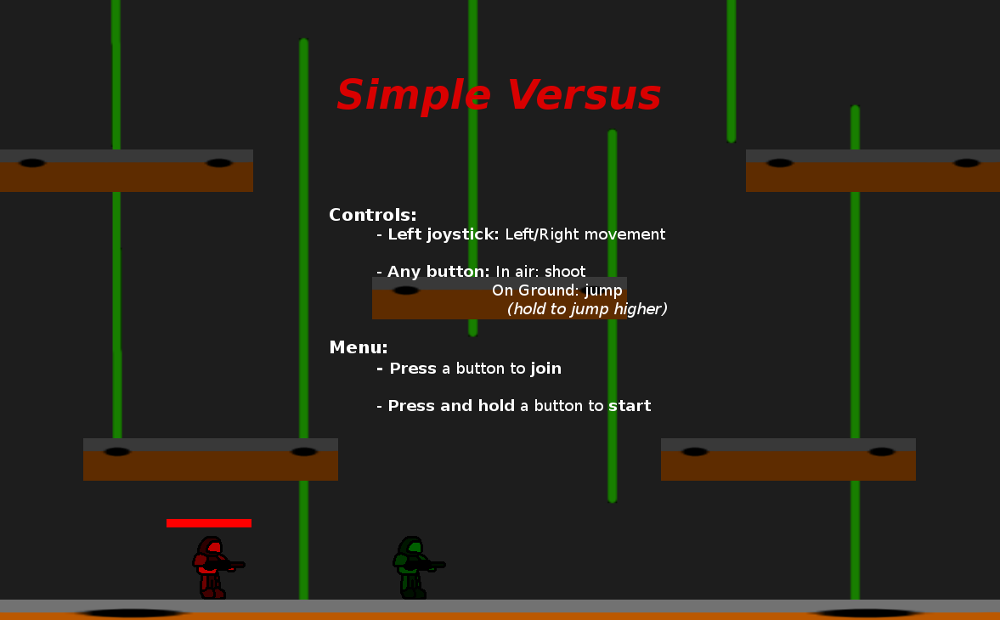 Simple Versus
Controls:
- Left joystick: Left/Right movement
- Any button: In air: shoot
On Ground: jump
(hold to jump higher)
Menu:
- Press a button to join
- Press and hold a button to start